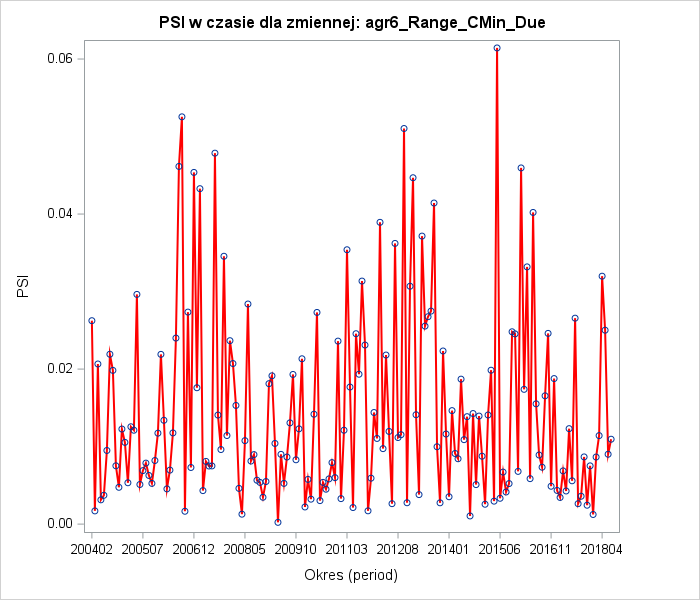 PSI w czasie dla zmiennej: agr6_Range_CMin_Due
0.06
0.04
0.02
0.00
PSI
200402 200507 200612 200805 200910 201103 201208 201401 201506 201611 201804
Okres (period)